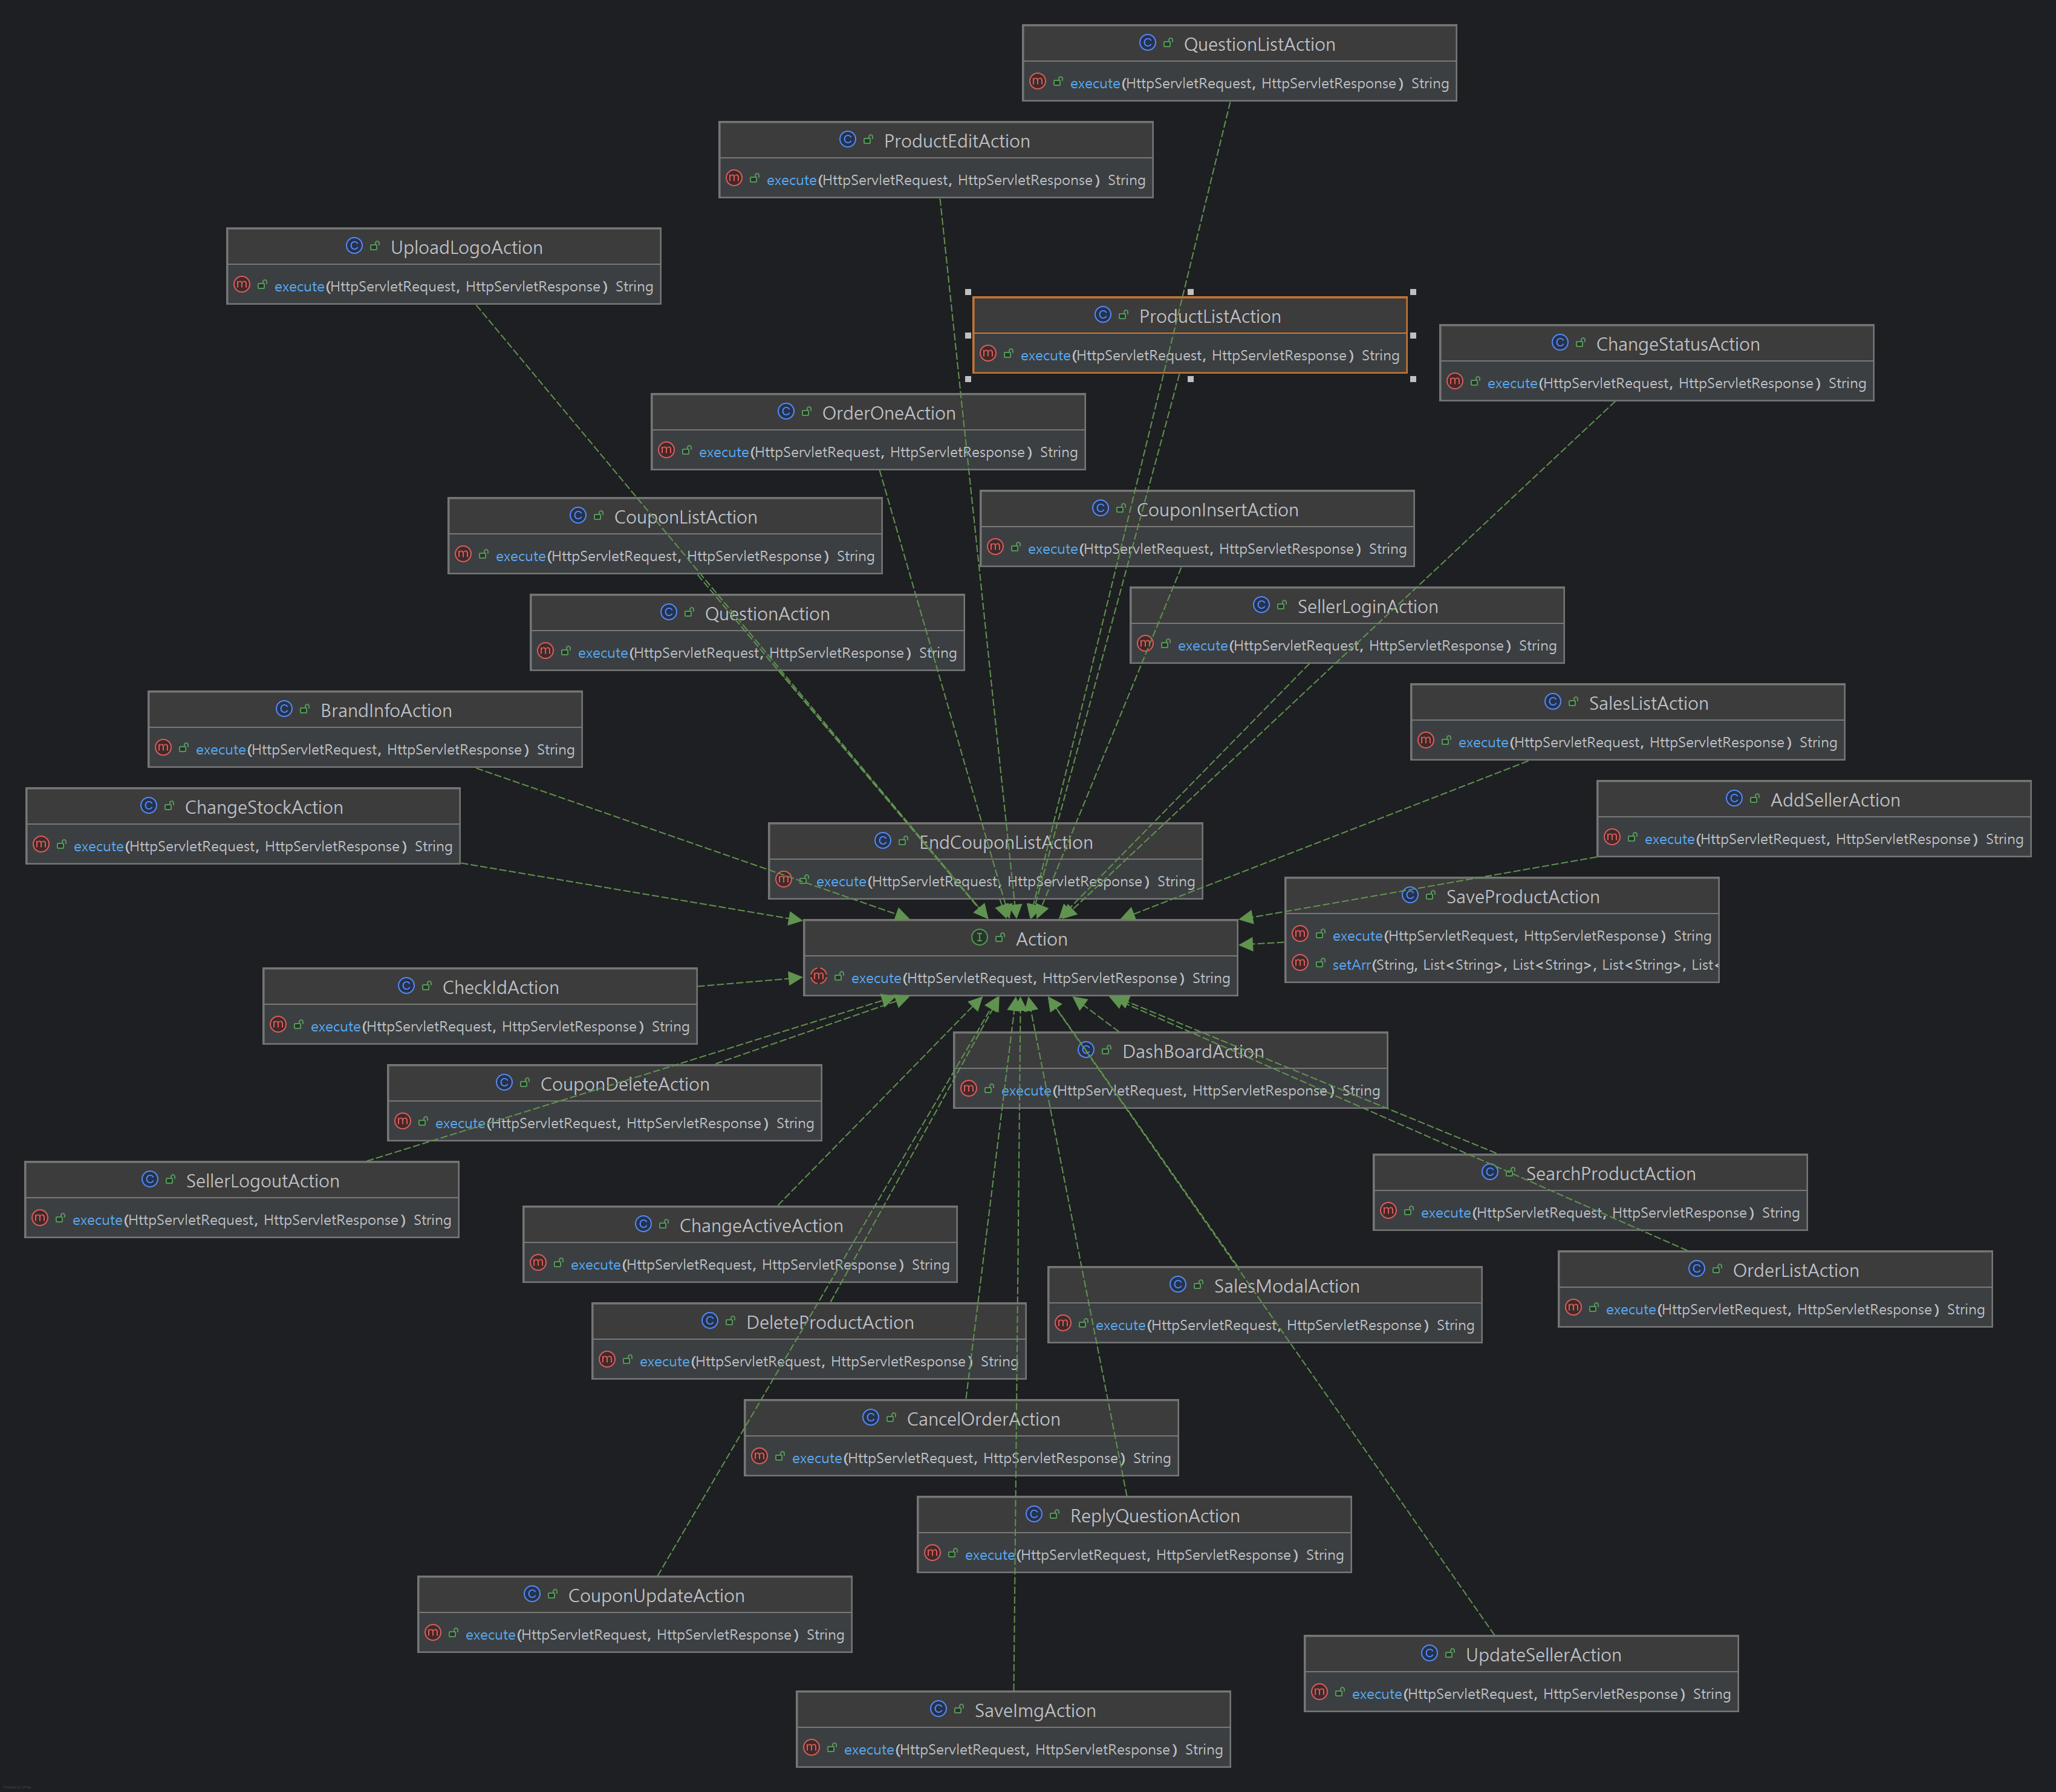 QuestionListAction
execute(HttpServletRequest, HttpServletResponse) String
ProductEditAction
execute(HttpServletRequest, HttpServletResponse) String
UploadLogoAction
execute(HttpServletRequest, HttpServletResponse) String
ProductListAction
execute(HttpServletRequest, HttpServletResponse) String
ChangeStatusAction
execute(HttpServletRequest, HttpServletResponse) String
OrderOneAction
execute(HttpServletRequest, HttpServletResponse) String
CouponListAction
execute(HttpServletRequest, HttpServletResponse) String
CouponInsertAction
execute(HttpServletRequest, HttpServletResponse) String
QuestionAction
execute(HttpServletRequest, HttpServletResponse) String
SellerLoginAction
execute(HttpServletRequest, HttpServletResponse) String
BrandInfoAction
execute(HttpServletRequest, HttpServletResponse) String
SalesListAction
execute(HttpServletRequest, HttpServletResponse) String
ChangeStockAction
execute(HttpServletRequest, HttpServletResponse) String
AddSellerAction
execute(HttpServletRequest, HttpServletResponse) String
EndCouponListAction
execute(HttpServletRequest, HttpServletResponse) String
SaveProductAction
execute(HttpServletRequest, HttpServletResponse) String
setArr(String, List<String>, List<String>, List<String>, List<
Action
execute(HttpServletRequest, HttpServletResponse) String
CheckIdAction
execute(HttpServletRequest, HttpServletResponse) String
DashBoardAction
execute(HttpServletRequest, HttpServletResponse) String
CouponDeleteAction
execute(HttpServletRequest, HttpServletResponse) String
SellerLogoutAction
execute(HttpServletRequest, HttpServletResponse) String
SearchProductAction
execute(HttpServletRequest, HttpServletResponse) String
ChangeActiveAction
execute(HttpServletRequest, HttpServletResponse) String
OrderListAction
execute(HttpServletRequest, HttpServletResponse) String
SalesModalAction
execute(HttpServletRequest, HttpServletResponse) String
DeleteProductAction
execute(HttpServletRequest, HttpServletResponse) String
CancelOrderAction
execute(HttpServletRequest, HttpServletResponse) String
ReplyQuestionAction
execute(HttpServletRequest, HttpServletResponse) String
CouponUpdateAction
execute(HttpServletRequest, HttpServletResponse) String
UpdateSellerAction
execute(HttpServletRequest, HttpServletResponse) String
SaveImgAction
execute(HttpServletRequest, HttpServletResponse) String